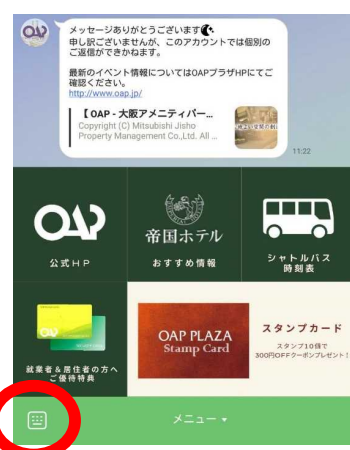 OAP
メッセージありがとうございます
申し訳ございませんが、このアカウントでは個別の
ご返信ができかねます。
最新のイベント情報についてはOAPプラザHPにてご
確認ください。
http://www.oap.jp/
【 OAP - 大阪アメニティパー...
Copyright (C) Mitsubishi Jisho
Property Management Co.,Ltd. All ...
11:22
OAP
公式HP
帝国ホテル
おすすめ情報
シャトルバス
時刻表
就業者&居住者の方へ
ご優待特典
OAP PLAZA
Stamp Card
スタンプカード
スタンプ10個で
300円OFFクーポンプレゼント!
メニュー ▾